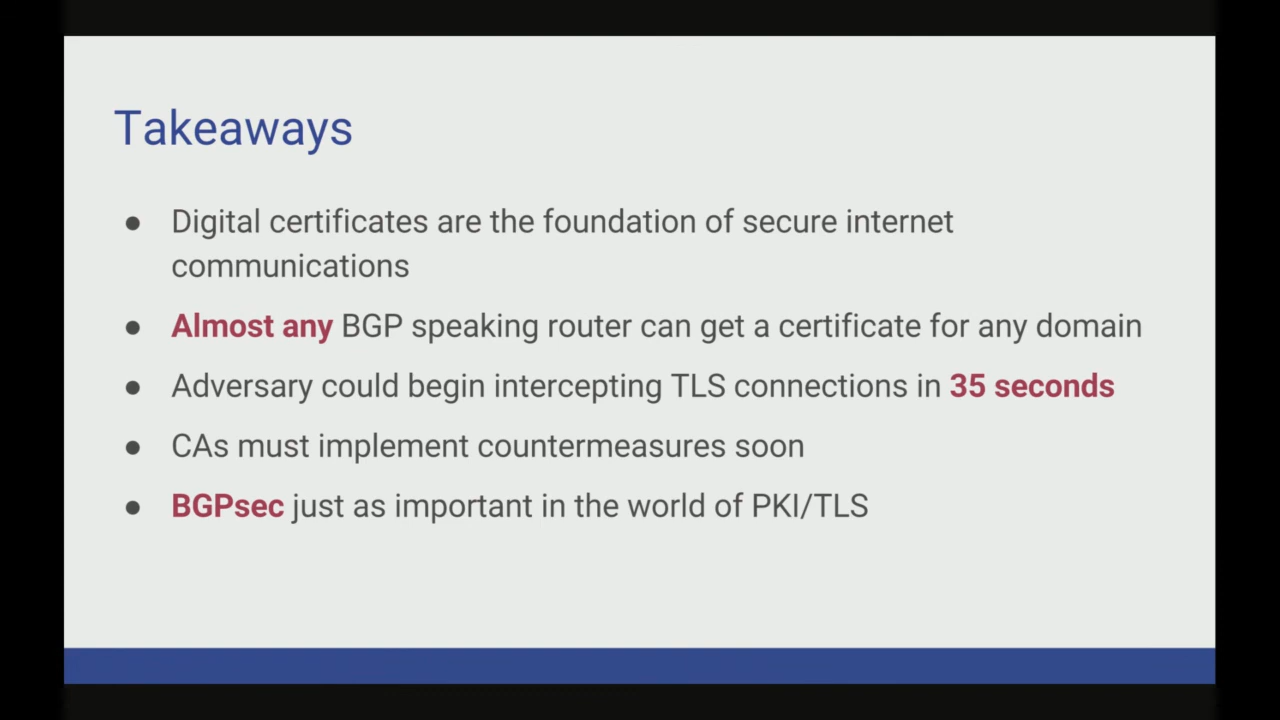 Takeaways
● Digital certificates are the foundation of secure internet
communications
● Almost any BGP speaking router can get a certificate for any domain
● Adversary could begin intercepting TLS connections in 35 seconds
● CAs must implement countermeasures soon
● BGPsec just as important in the world of PKI/TLS